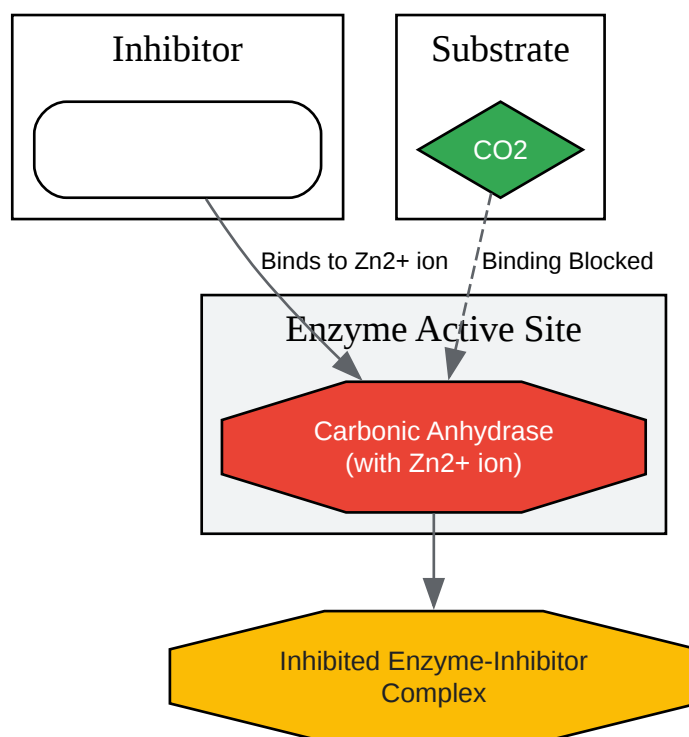 Inhibitor
Substrate
CO2
Binds to Zn2+ ion
Binding Blocked
Enzyme Active Site
Carbonic Anhydrase
(with Zn2+ ion)
Inhibited Enzyme-Inhibitor
Complex